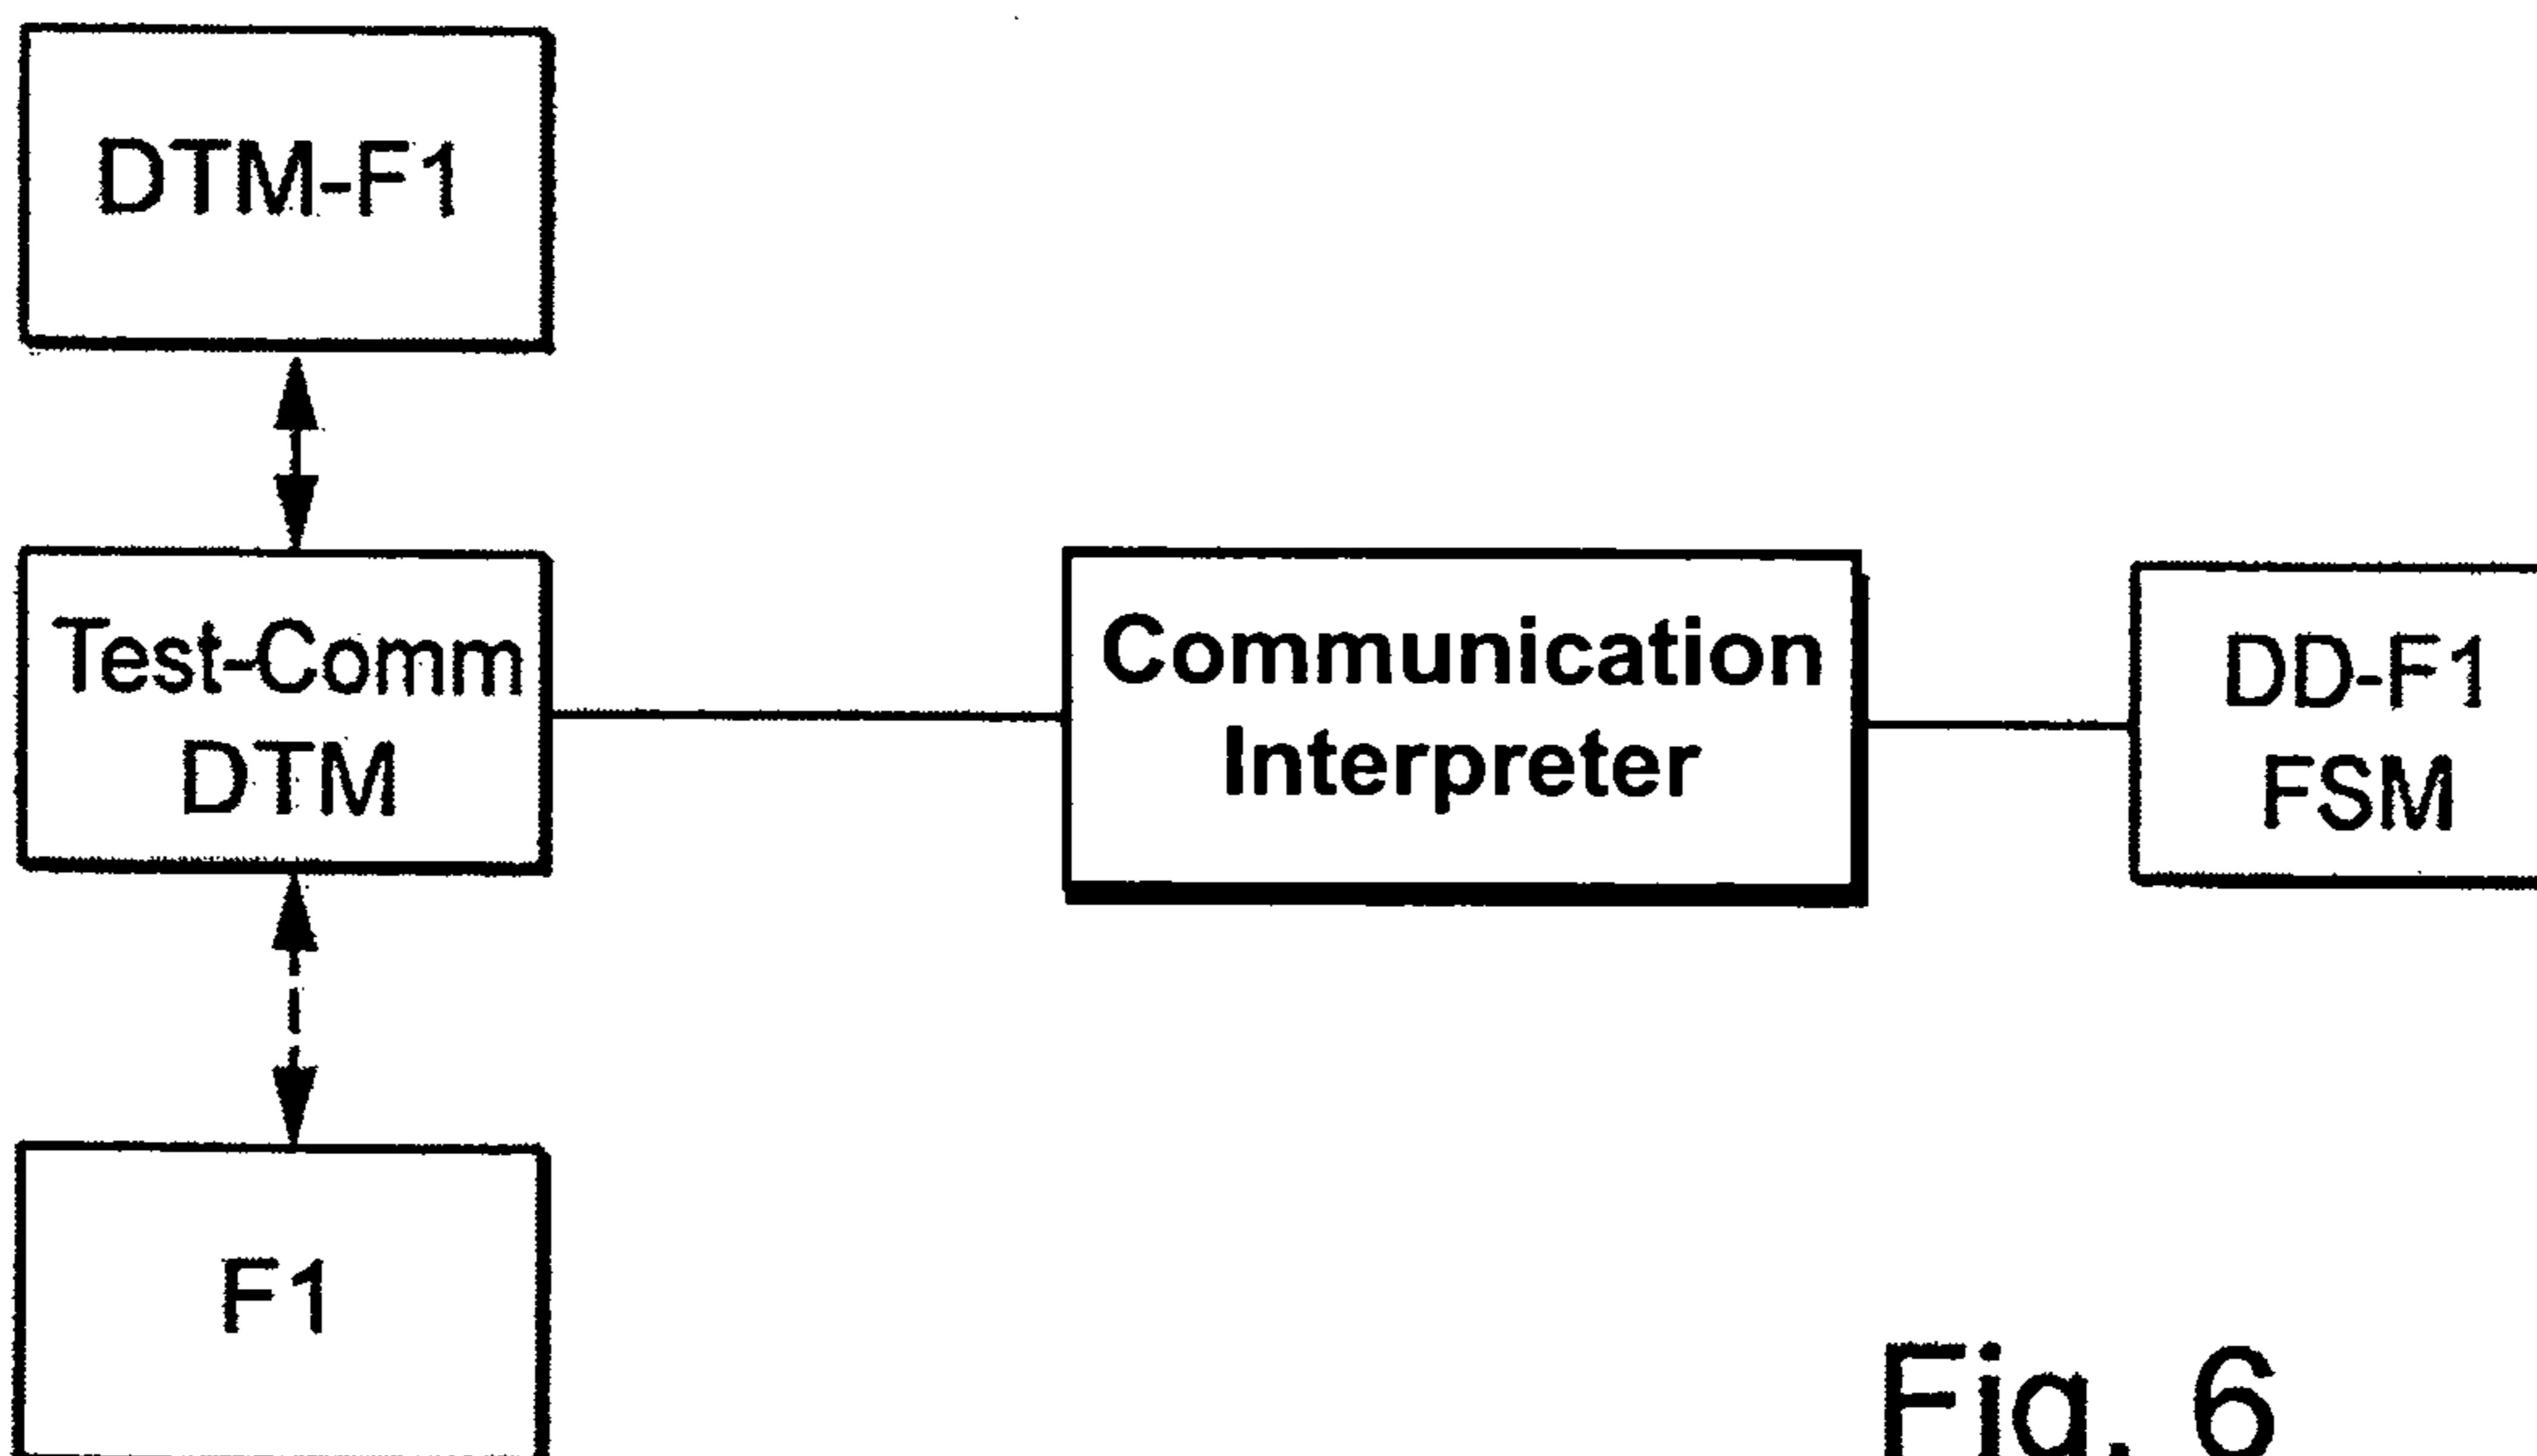 DTM-F1
Test-Comm
DTM
Communication
Interpreter
DD-F1
FSM
F1
Fig. 6